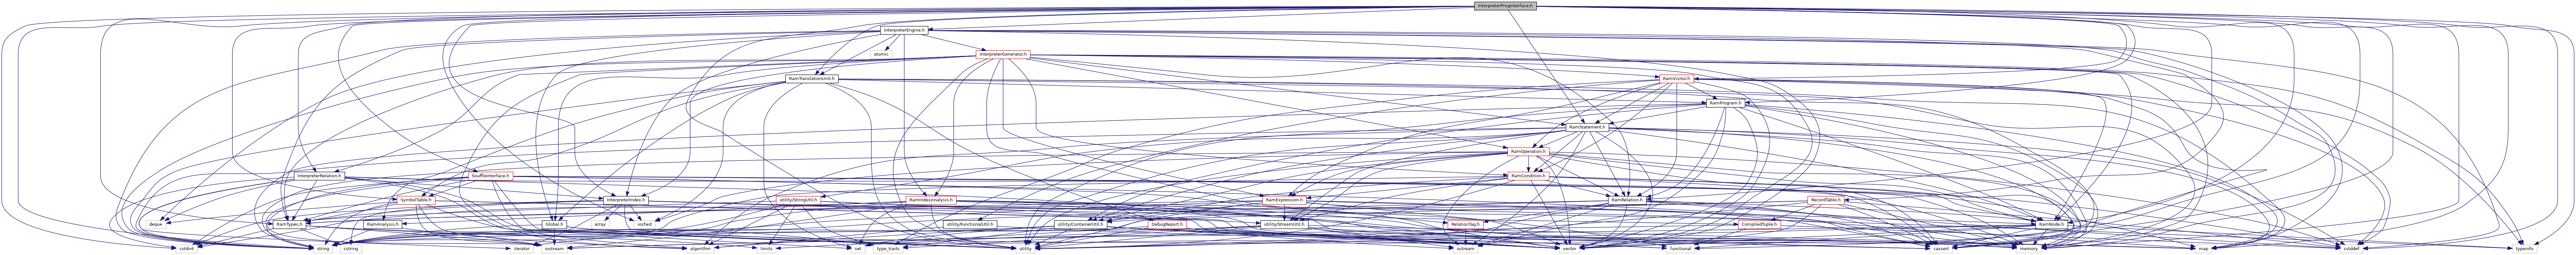 InterpreterProgInterface.h
InterpreterEngine.h
atomic
InterpreterGenerator.h
RamTranslationUnit.h
RamVisitor.h
RamProgram.h
RamStatement.h
RamOperation.h
InterpreterRelation.h
SouffleInterface.h
RamCondition.h
SymbolTable.h
InterpreterIndex.h
utility/StringUtil.h
RamIndexAnalysis.h
RamExpression.h
RamRelation.h
RecordTable.h
deque
RamTypes.h
RamAnalysis.h
Global.h
array
iosfwd
utility/FunctionalUtil.h
utility/ContainerUtil.h
DebugReport.h
utility/StreamUtil.h
RelationTag.h
CompiledTuple.h
RamNode.h
cstdint
string
cstring
iterator
iostream
algorithm
limits
set
type_traits
utility
ostream
vector
functional
cassert
memory
map
cstddef
typeinfo